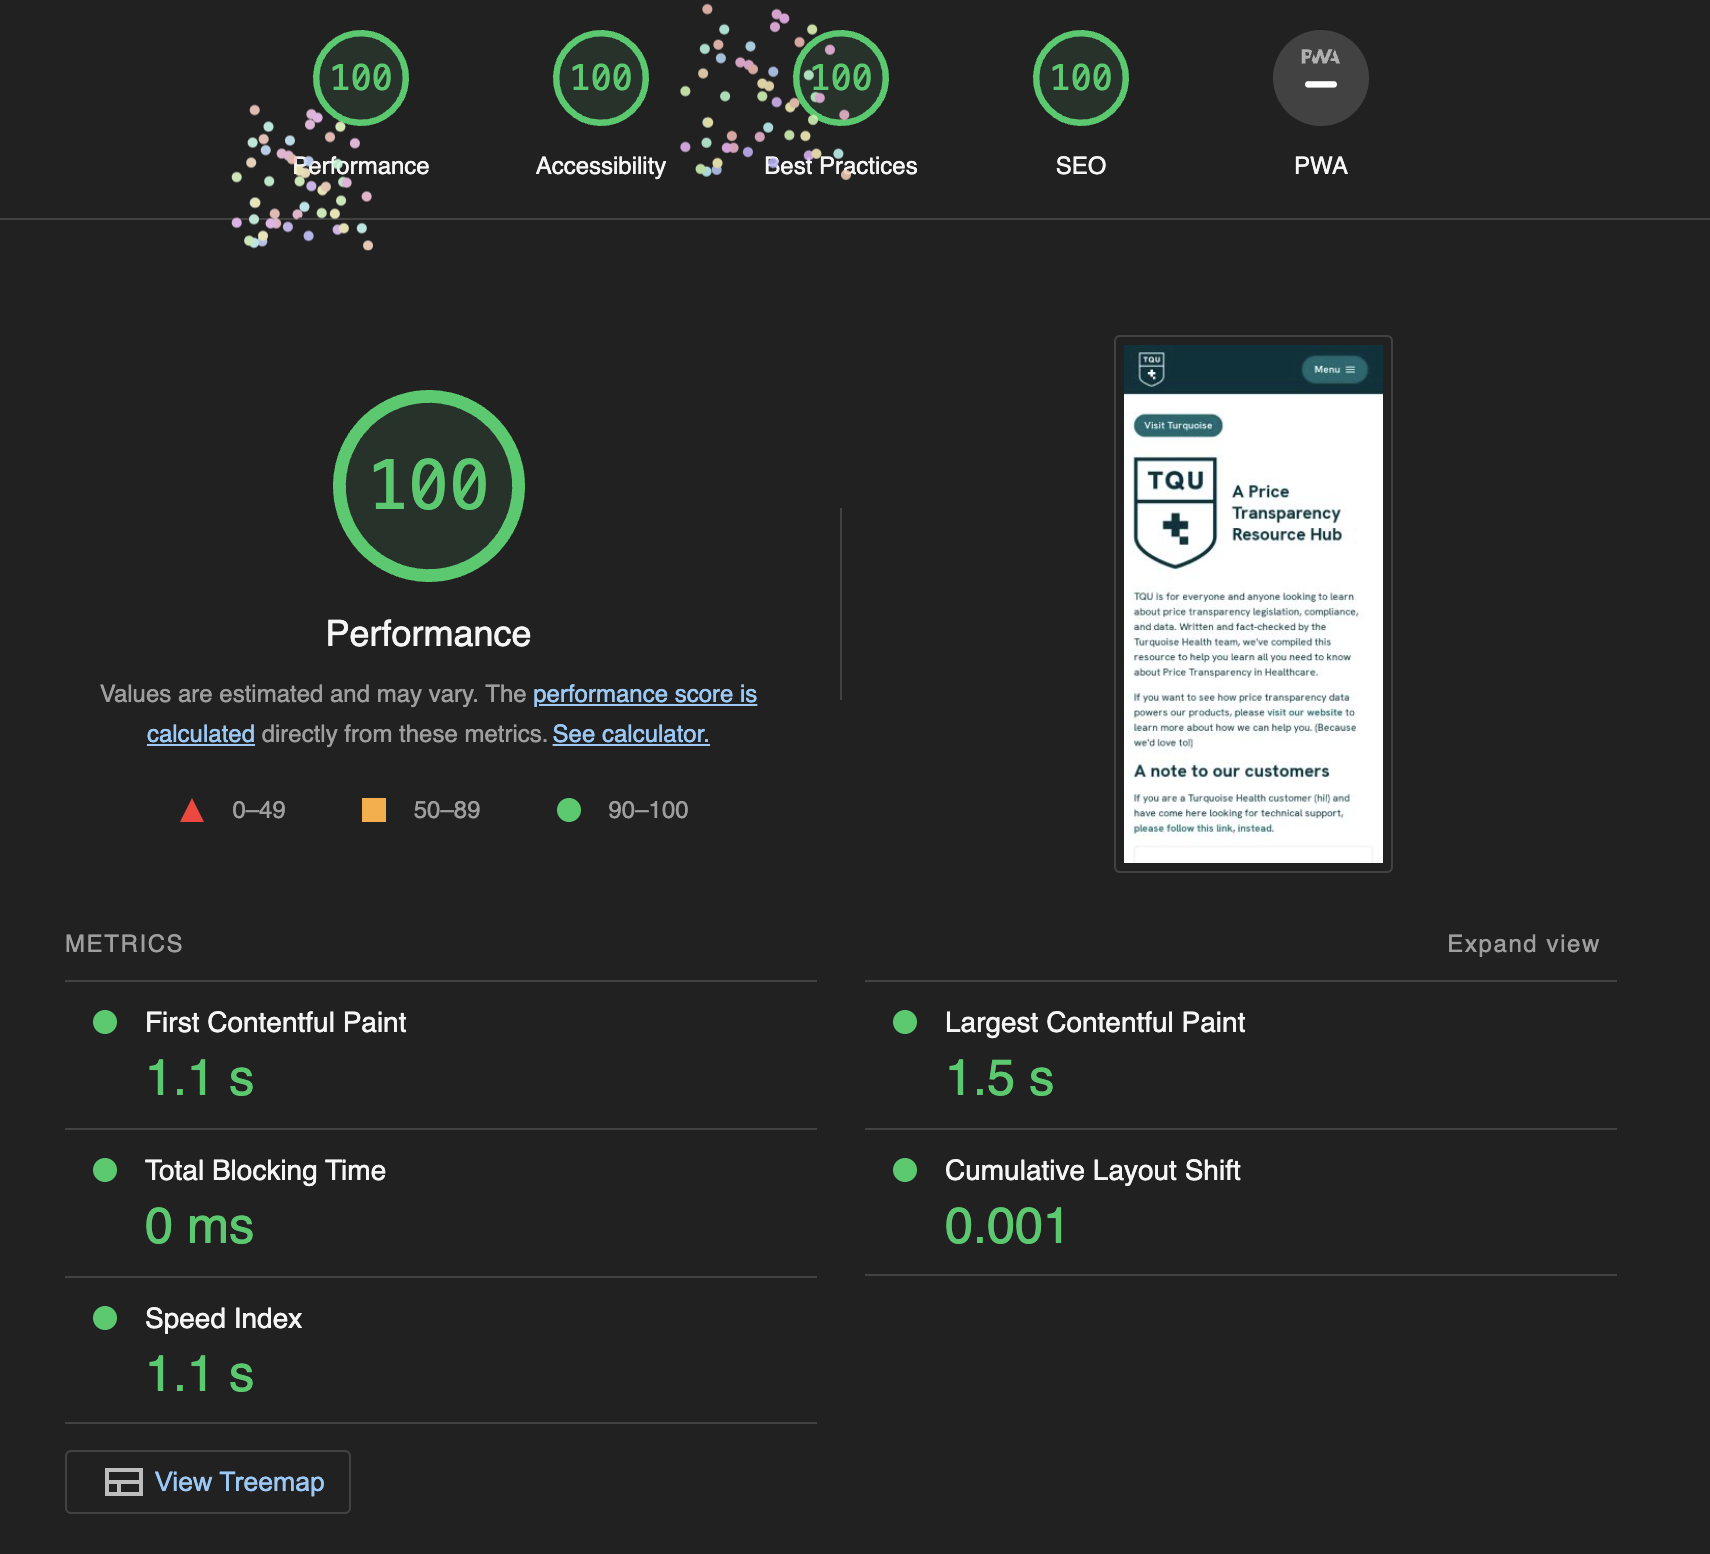 100
100
100
100
PWA
Performance
Accessibility
Best Practices
SEO
PWA
100
Performance
Values are estimated and may vary. The performance score is
calculated directly from these metrics. See calculator.
0–49
50–89
90–100
TQU
Menu
Visit Turquoise
TQU
A Price
Transparency
Resource Hub
TQU is for everyone and anyone looking to learn
about price transparency legislation, compliance,
and data. Written and fact-checked by the
Turquoise Health team, we've compiled this
resource to help you learn all you need to know
about Price Transparency in Healthcare.
If you want to see how price transparency data
powers our products, please visit our website to
learn more about how we can help you. (Because
we'd love to!)
A note to our customers
If you are a Turquoise Health customer (hi!) and
have come here looking for technical support,
please follow this link, instead.
METRICS
Expand view
First Contentful Paint
1.1 s
Largest Contentful Paint
1.5 s
Total Blocking Time
0 ms
Cumulative Layout Shift
0.001
Speed Index
1.1 s
View Treemap